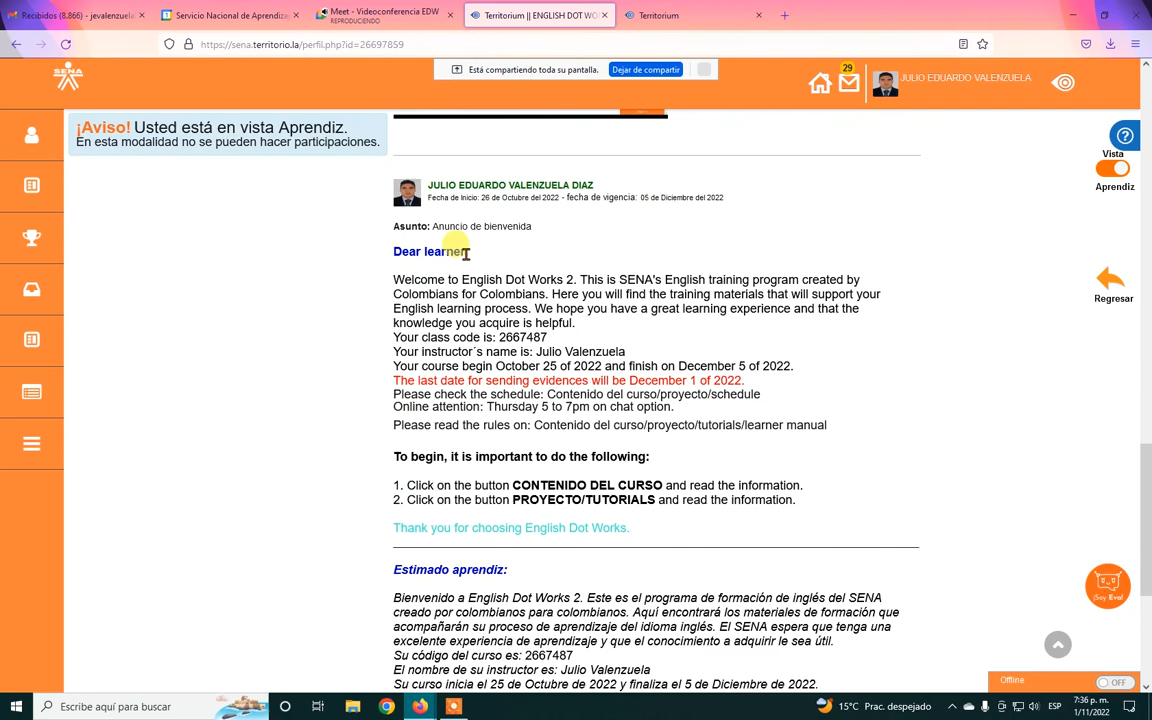 Recibidos (8.866) - jevalenzuela
Servicio Nacional de Aprendiza
Meet - Videoconferencia EDW
REPRODUCIENDO
Territorium || ENGLISH DOT WO
Territorium
https://sena.territorio.la/perfil.php?id=26697859
Está compartiendo toda su pantalla.
Dejar de compartir
SENA
29
JULIO EDUARDO VALENZUELA
¡Aviso! Usted está en vista Aprendiz.
En esta modalidad no se pueden hacer participaciones.
Vista
Aprendiz
Regresar
JULIO EDUARDO VALENZUELA DIAZ
Fecha de Inicio: 26 de Octubre del 2022 - fecha de vigencia: 05 de Diciembre del 2022
Asunto: Anuncio de bienvenida
Dear learner
Welcome to English Dot Works 2. This is SENA's English training program created by
Colombians for Colombians. Here you will find the training materials that will support your
English learning process. We hope you have a great learning experience and that the
knowledge you acquire is helpful.
Your class code is: 2667487
Your instructor´s name is: Julio Valenzuela
Your course begin October 25 of 2022 and finish on December 5 of 2022.
The last date for sending evidences will be December 1 of 2022.
Please check the schedule: Contenido del curso/proyecto/schedule
Online attention: Thursday 5 to 7pm on chat option.
Please read the rules on: Contenido del curso/proyecto/tutorials/learner manual
To begin, it is important to do the following:
1. Click on the button CONTENIDO DEL CURSO and read the information.
2. Click on the button PROYECTO/TUTORIALS and read the information.
Thank you for choosing English Dot Works.
Estimado aprendiz:
Bienvenido a English Dot Works 2. Este es el programa de formación de inglés del SENA
creado por colombianos para colombianos. Aquí encontrará los materiales de formación que
acompañarán su proceso de aprendizaje del idioma inglés. El SENA espera que tenga una
excelente experiencia de aprendizaje y que el conocimiento a adquirir le sea útil.
Su código del curso es: 2667487
El nombre de su instructor es: Julio Valenzuela
Su curso inicia el 25 de Octubre de 2022 y finaliza el 5 de Diciembre de 2022.
¡Soy Eva!
Offline
OFF
Escribe aquí para buscar
15°C Prac. despejado
ESP
7:36 p. m.
1/11/2022